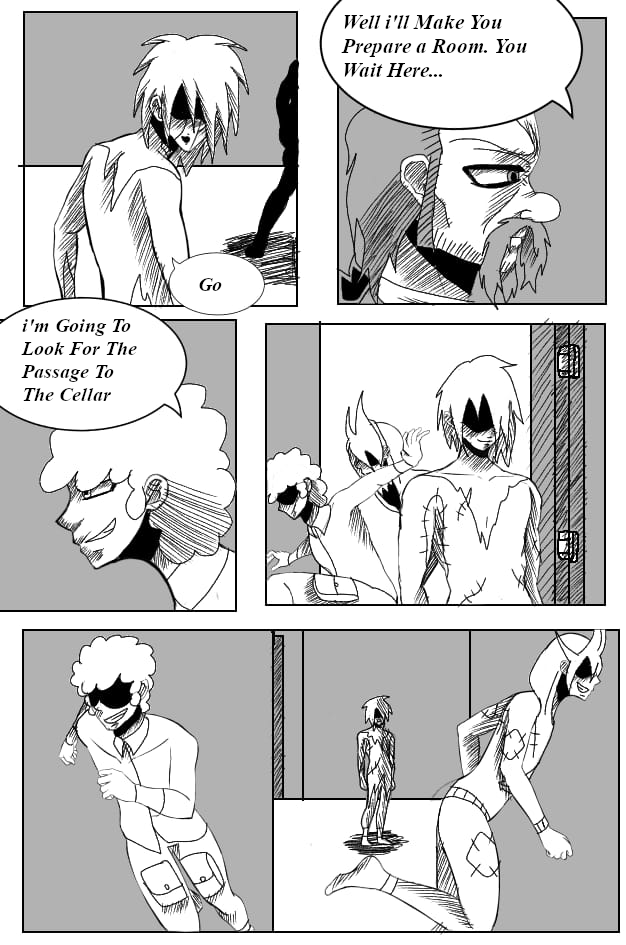 Well i'll Make You
Prepare a Room. You
Wait Here...
Go
i'm Going To
Look For The
Passage To
The Cellar